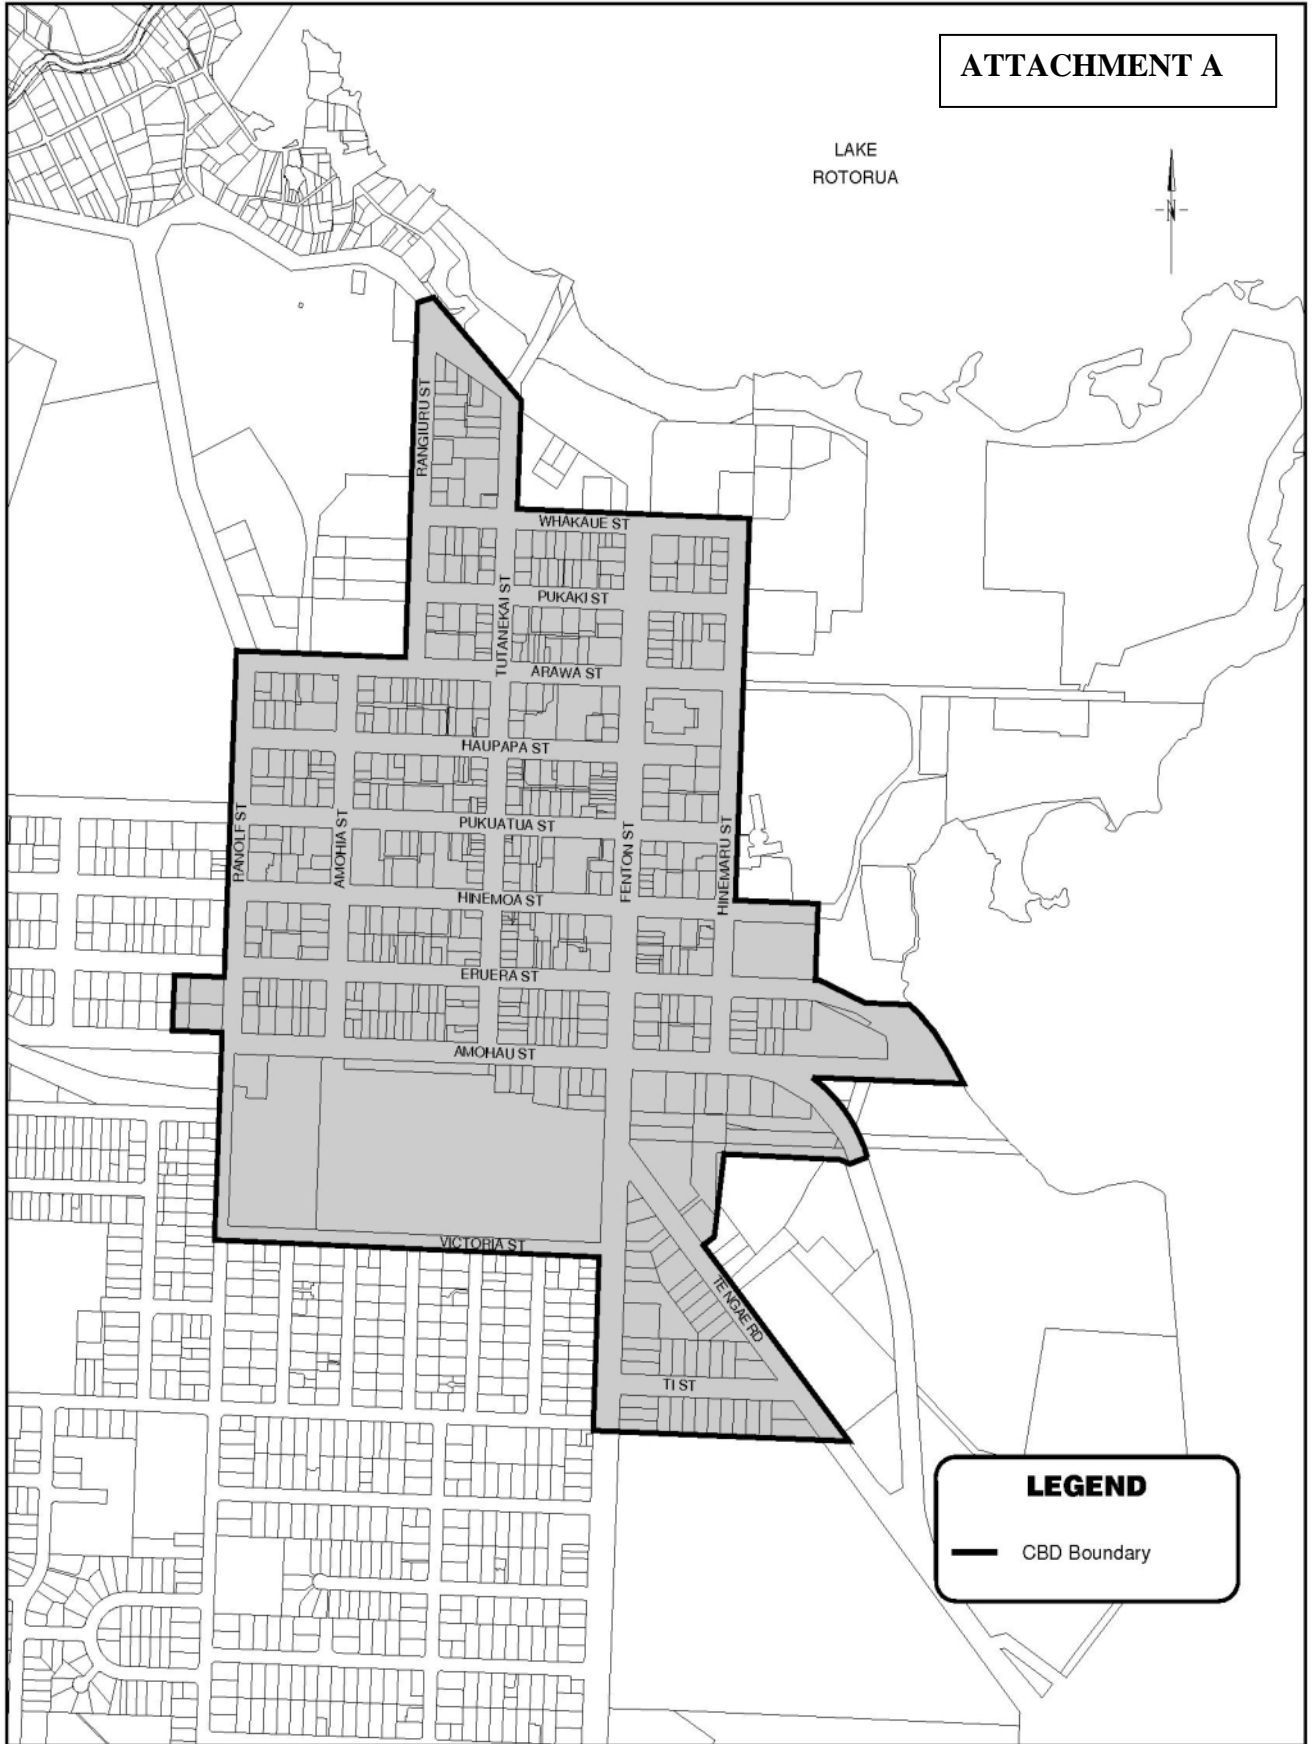 ATTACHMENT A
LAKE
ROTORUA
N
RANGIURU ST
WHAKAUE ST
TUTANEKAI ST
PUKAKI ST
ARAWA ST
HAUPAPA ST
RANOLF ST
AMOHIA ST
PUKUATUA ST
FENTON ST
HINEMARU ST
HINEMOA ST
ERUERA ST
AMOHAU ST
VICTORIA ST
TE NGAE RD
TI ST
LEGEND
CBD Boundary